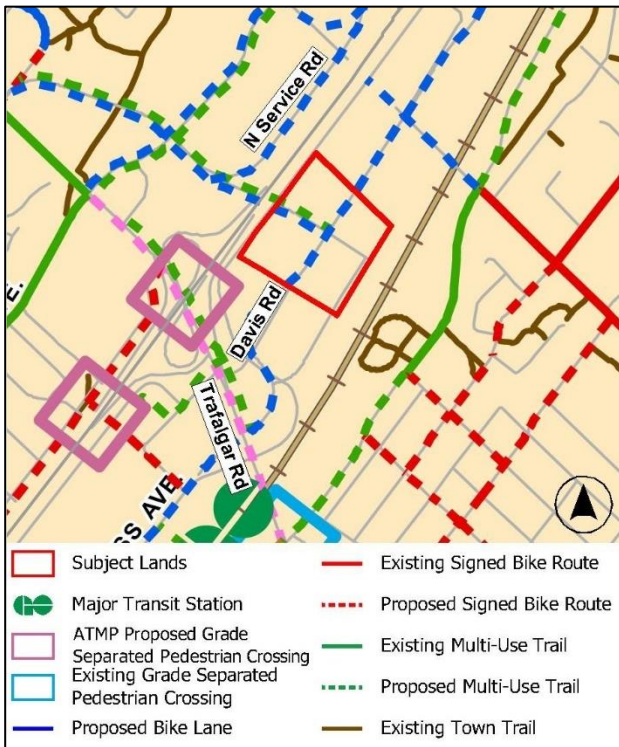 N Service Rd
E.
Davis Rd
Trafalgar Rd
SS AVE
Subject Lands
Major Transit Station
ATMP Proposed Grade
Separated Pedestrian Crossing
Existing Grade Separated
Pedestrian Crossing
Proposed Bike Lane
Existing Signed Bike Route
Proposed Signed Bike Route
Existing Multi-Use Trail
Proposed Multi-Use Trail
Existing Town Trail